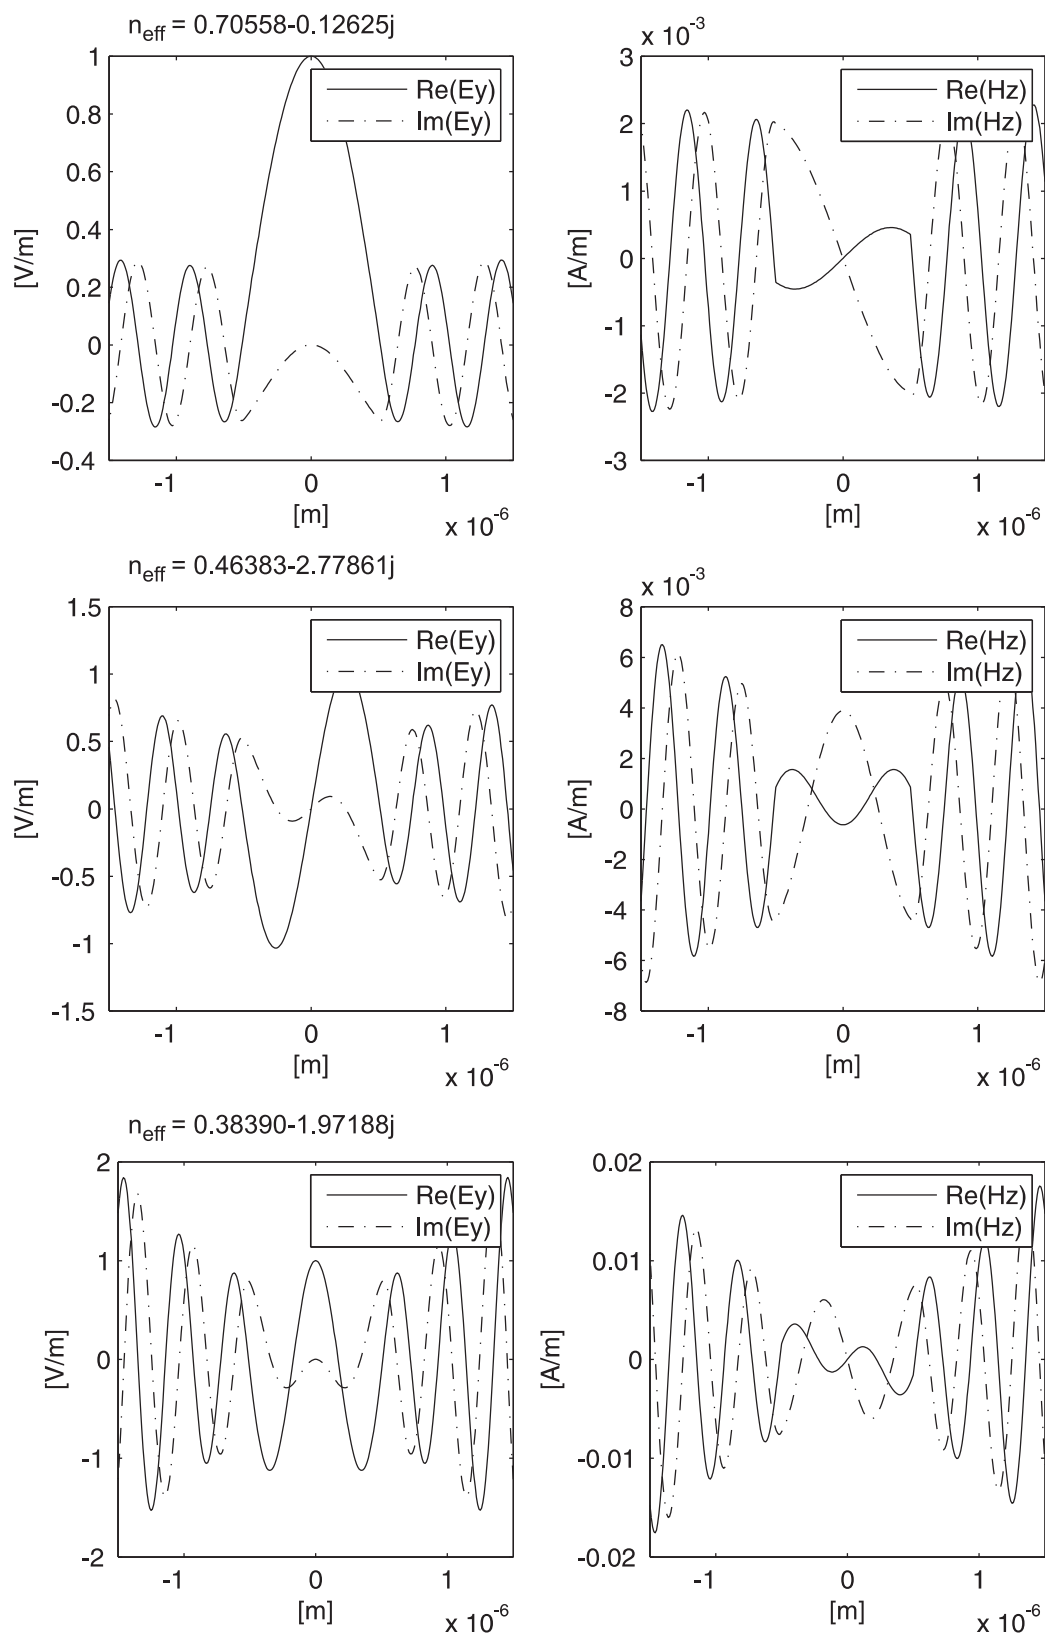 n_eff = 0.70558-0.12625j
1
0.8
0.6
0.4
0.2
0
-0.2
-0.4
[V/m]
Re(Ey)
Im(Ey)
-1 0 1
[m]
x 10^-6
x 10^-3
3
2
1
0
-1
-2
-3
[A/m]
Re(Hz)
Im(Hz)
-1 0 1
[m]
x 10^-6
n_eff = 0.46383-2.77861j
1.5
1
0.5
0
-0.5
-1
-1.5
[V/m]
Re(Ey)
Im(Ey)
-1 0 1
[m]
x 10^-6
x 10^-3
8
6
4
2
0
-2
-4
-6
-8
[A/m]
Re(Hz)
Im(Hz)
-1 0 1
[m]
x 10^-6
n_eff = 0.38390-1.97188j
2
1
0
-1
-2
[V/m]
Re(Ey)
Im(Ey)
-1 0 1
[m]
x 10^-6
0.02
0.01
0
-0.01
-0.02
[A/m]
Re(Hz)
Im(Hz)
-1 0 1
[m]
x 10^-6